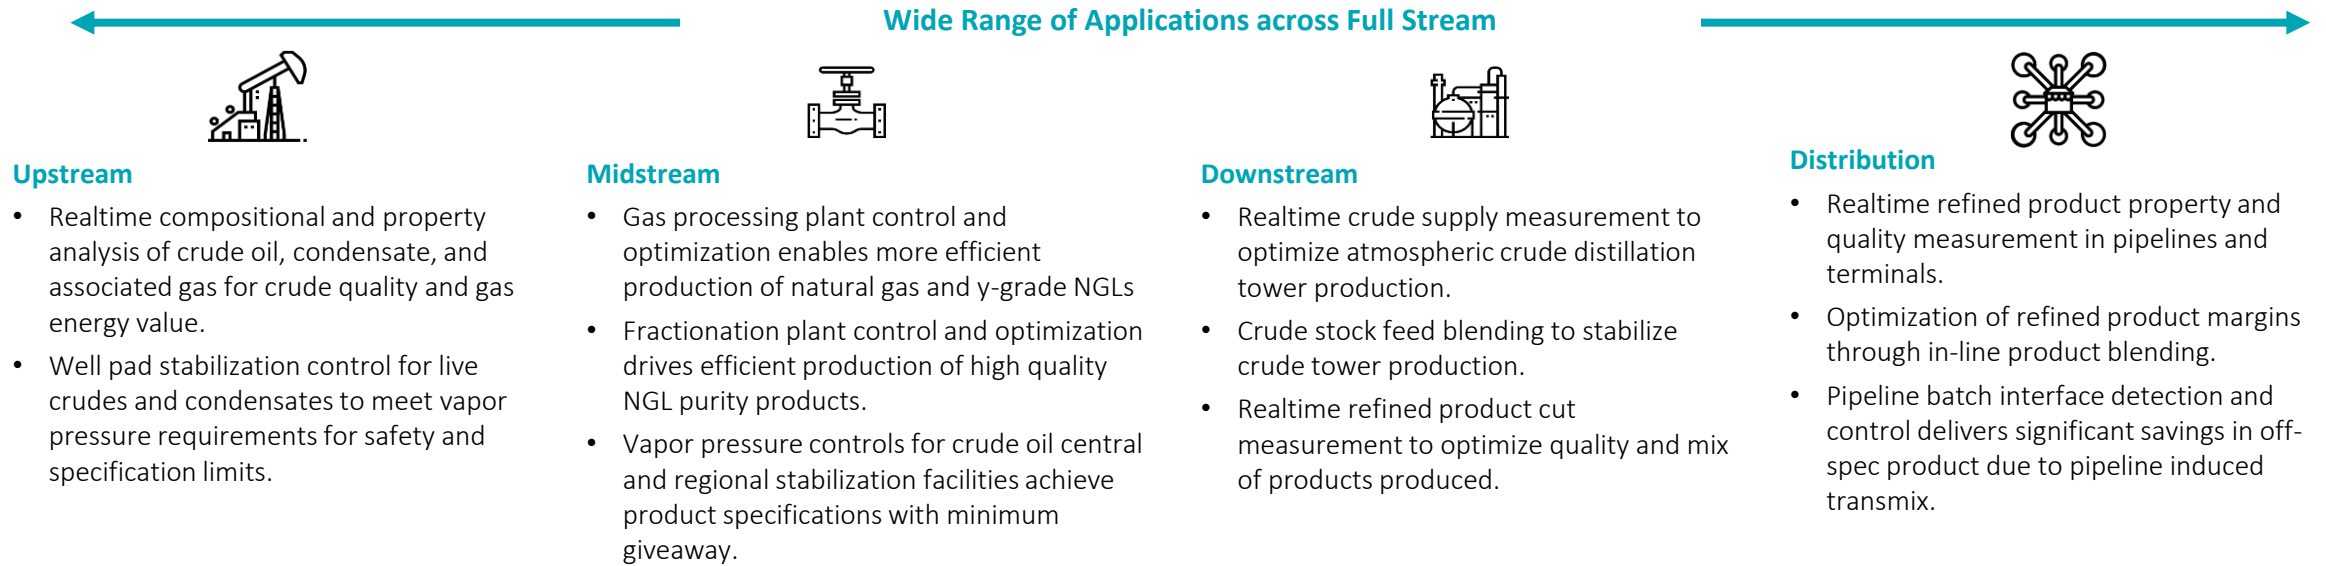 Wide Range of Applications across Full Stream
Upstream
• Realtime compositional and property
analysis of crude oil, condensate, and
associated gas for crude quality and gas
energy value.
• Well pad stabilization control for live
crudes and condensates to meet vapor
pressure requirements for safety and
specification limits.
Midstream
• Gas processing plant control and
optimization enables more efficient
production of natural gas and y-grade NGLs
• Fractionation plant control and optimization
drives efficient production of high quality
NGL purity products.
• Vapor pressure controls for crude oil central
and regional stabilization facilities achieve
product specifications with minimum
giveaway.
Downstream
• Realtime crude supply measurement to
optimize atmospheric crude distillation
tower production.
• Crude stock feed blending to stabilize
crude tower production.
• Realtime refined product cut
measurement to optimize quality and mix
of products produced.
Distribution
• Realtime refined product property and
quality measurement in pipelines and
terminals.
• Optimization of refined product margins
through in-line product blending.
• Pipeline batch interface detection and
control delivers significant savings in off-
spec product due to pipeline induced
transmix.